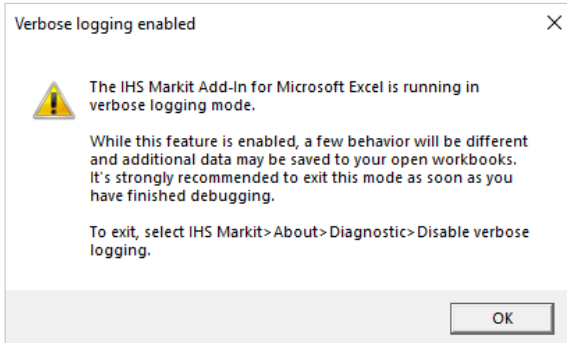 Verbose logging enabled
The IHS Markit Add-In for Microsoft Excel is running in
verbose logging mode.
While this feature is enabled, a few behavior will be different
and additional data may be saved to your open workbooks.
It's strongly recommended to exit this mode as soon as you
have finished debugging.
To exit, select IHS Markit>About>Diagnostic>Disable verbose
logging.
OK